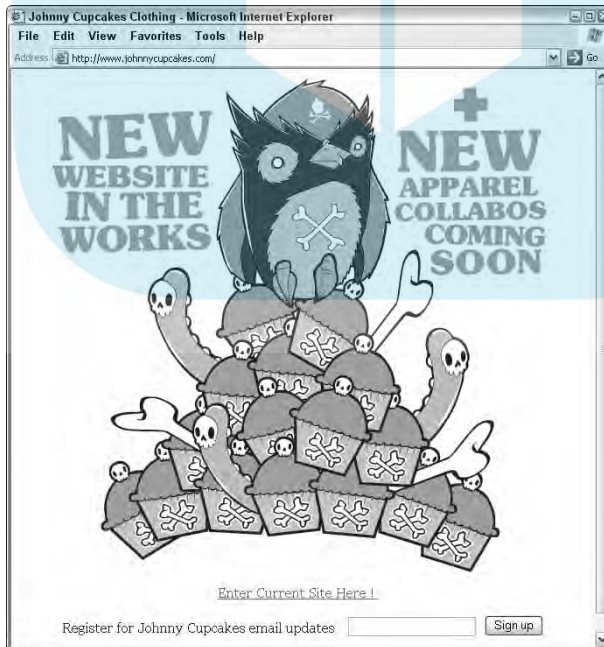 Johnny Cupcakes Clothing - Microsoft Internet Explorer
File Edit View Favorites Tools Help
Address http://www.johnnycupcakes.com/ Go
NEW
WEBSITE
IN THE
WORKS
+
NEW
APPAREL
COLLABOS
COMING
SOON
Enter Current Site Here !
Register for Johnny Cupcakes email updates Sign up